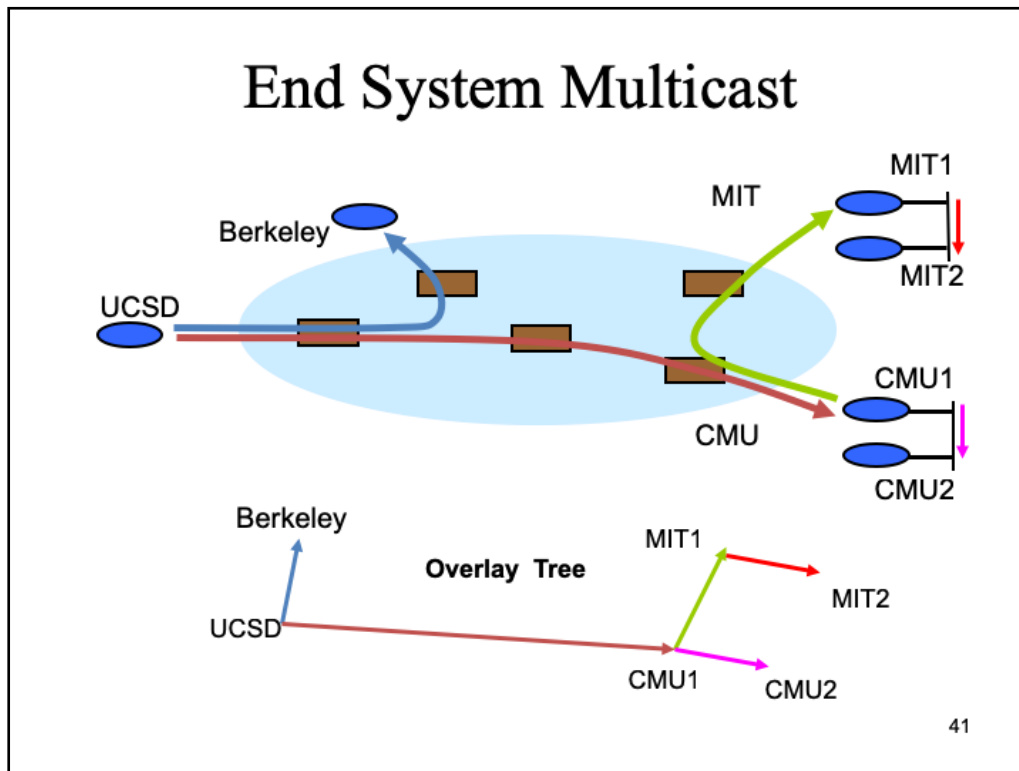 End System Multicast
MIT1
MIT
Berkeley
MIT2
UCSD
CMU1
CMU
CMU2
Berkeley
MIT1
Overlay Tree
MIT2
UCSD
CMU1
CMU2
41